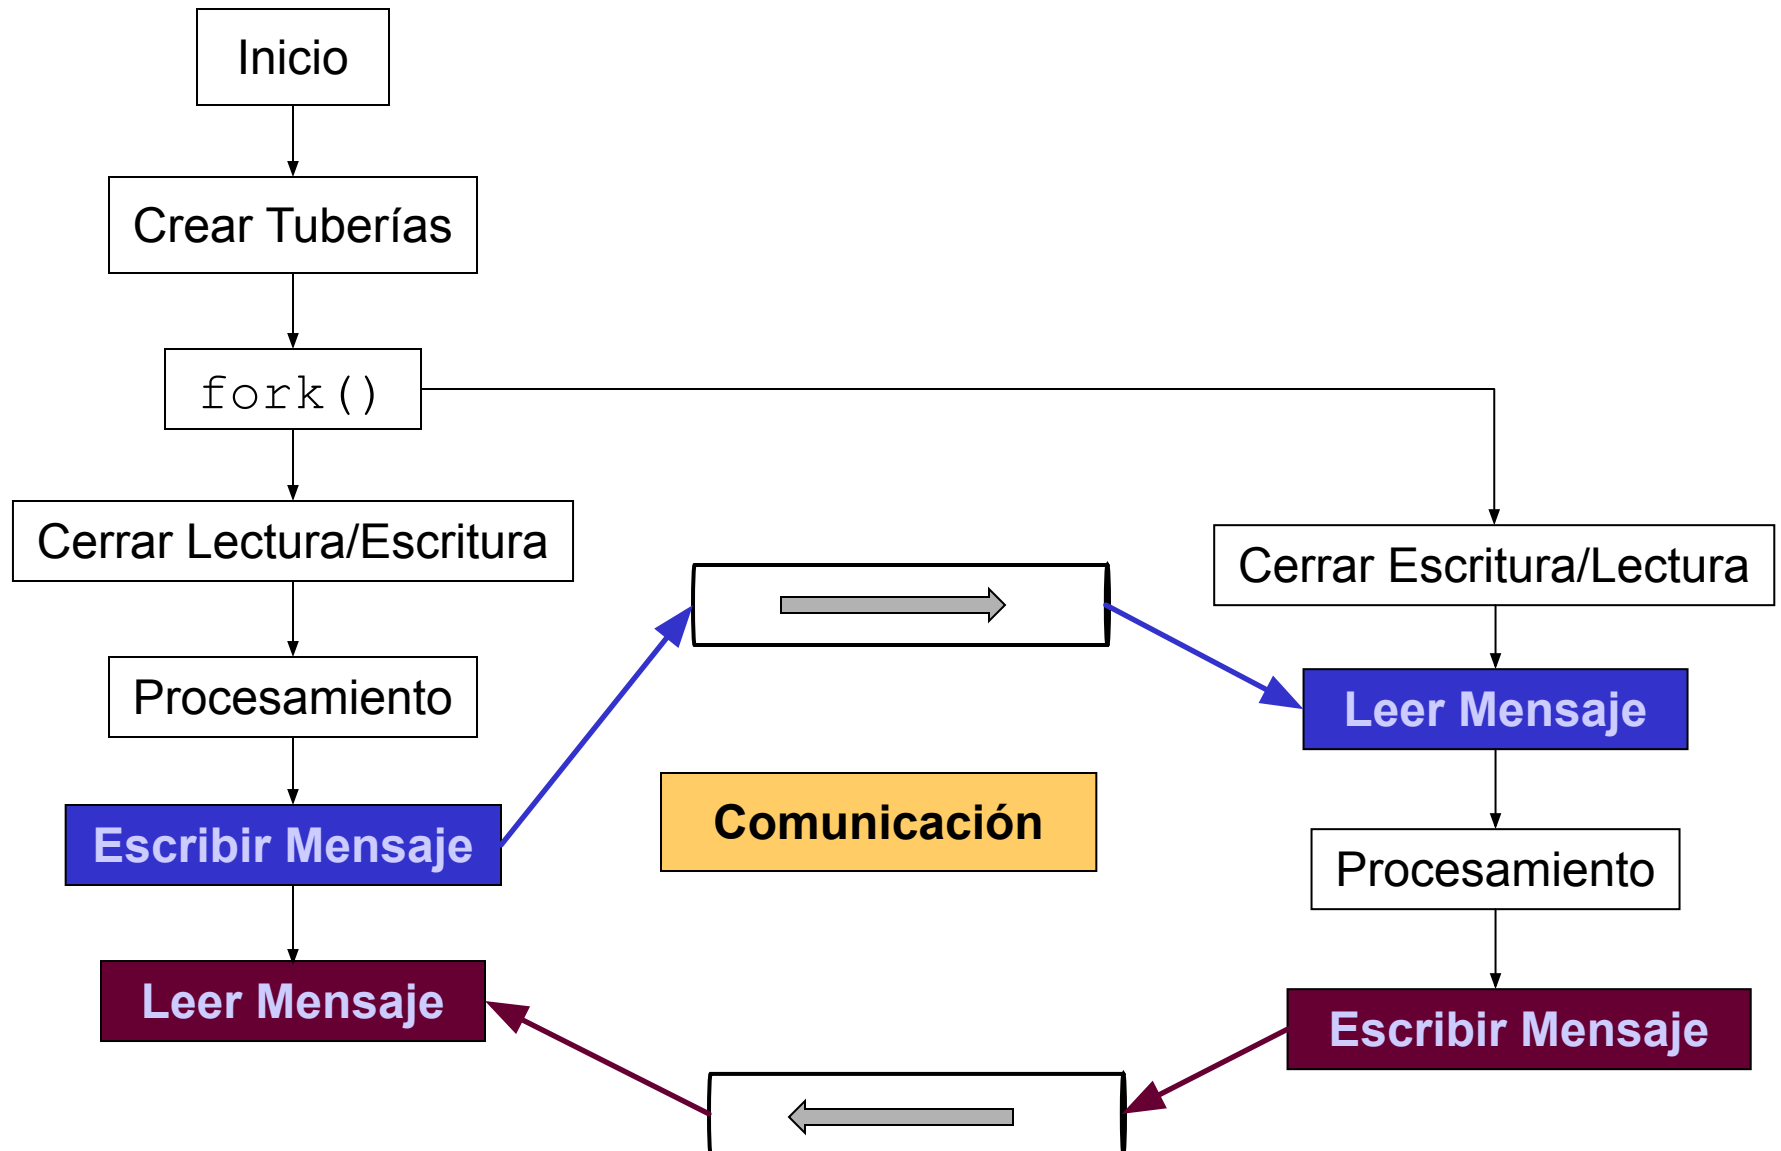 Inicio
Crear Tuberías
fork()
Cerrar Lectura/Escritura
Procesamiento
Escribir Mensaje
Leer Mensaje
Comunicación
Cerrar Escritura/Lectura
Leer Mensaje
Procesamiento
Escribir Mensaje